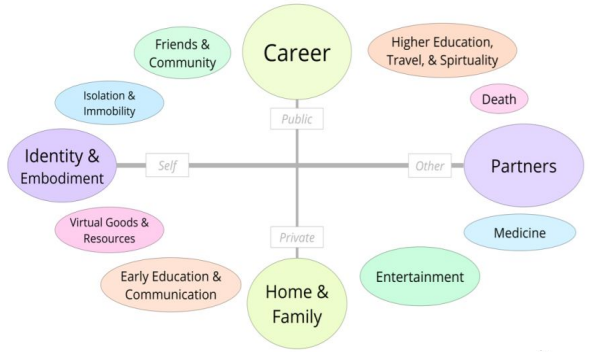 Career
Friends &
Community
Higher Education,
Travel, & Spirtuality
Isolation &
Immobility
Death
Public
Identity &
Embodiment
Self
Other
Partners
Virtual Goods &
Resources
Medicine
Private
Early Education &
Communication
Home &
Family
Entertainment